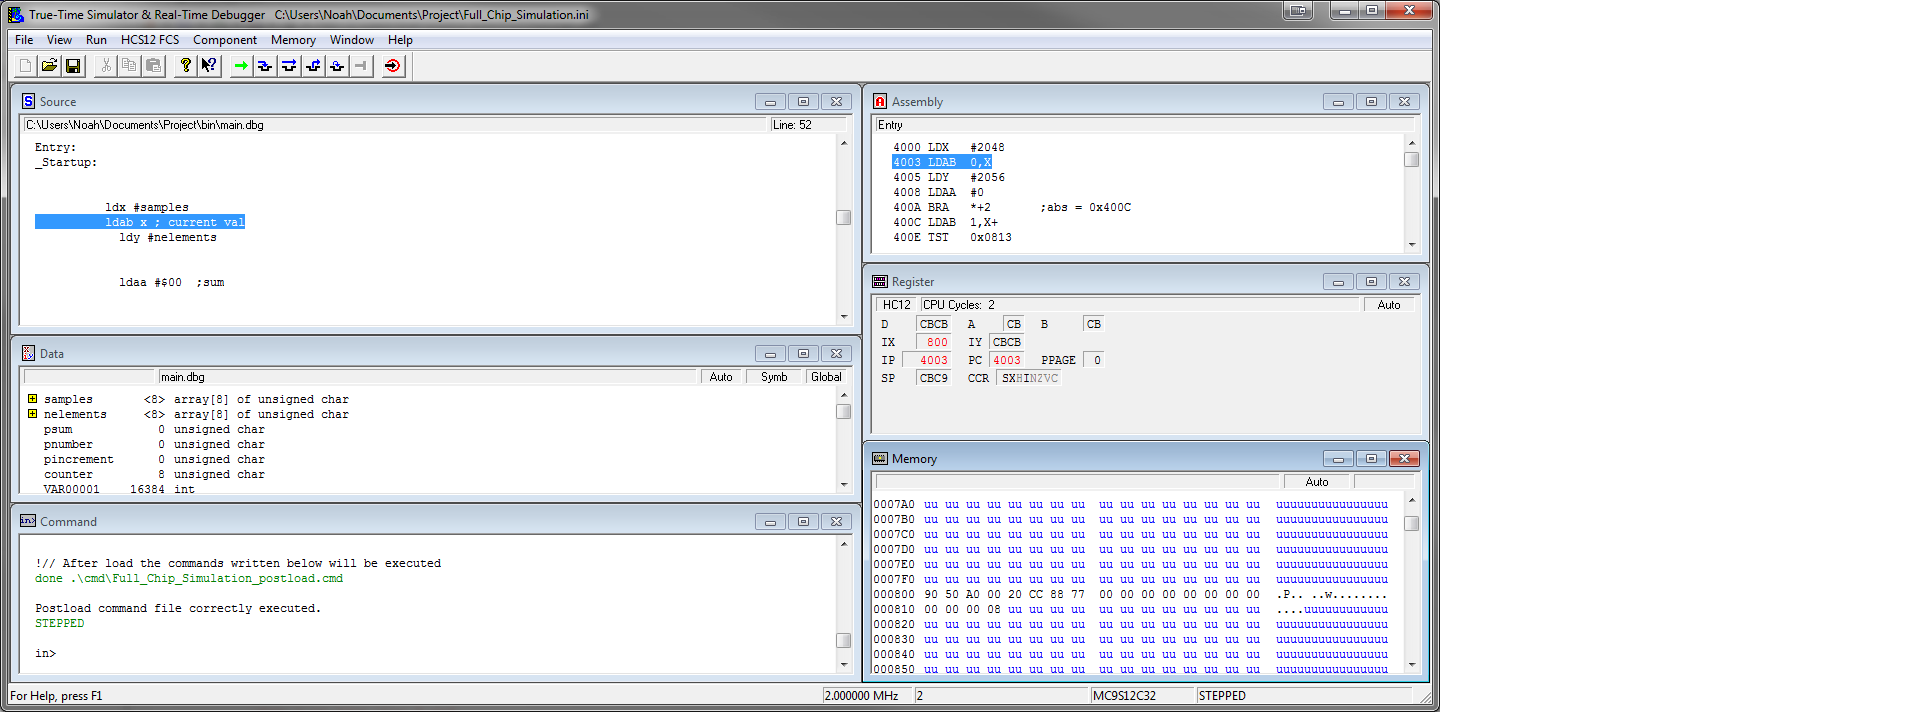 True-Time Simulator & Real-Time Debugger C:\Users\Noah\Documents\Project\Full_Chip_Simulation.ini
File View Run HCS12 FCS Component Memory Window Help
Source
C:\Users\Noah\Documents\Project\bin\main.dbg Line: 52
Entry:
_Startup:
ldx #samples
ldab x ; current val
ldy #nelements
ldaa #$00 ;sum
Data
main.dbg Auto Symb Global
samples <8> array[8] of unsigned char
nelements <8> array[8] of unsigned char
psum 0 unsigned char
pnumber 0 unsigned char
pincrement 0 unsigned char
counter 8 unsigned char
VAR00001 16384 int
Command
!// After load the commands written below will be executed
done .\cmd\Full_Chip_Simulation_postload.cmd
Postload command file correctly executed.
STEPPED
in>
Assembly
Entry
4000 LDX #2048
4003 LDAB 0,X
4005 LDY #2056
4008 LDAA #0
400A BRA *+2 ;abs = 0x400C
400C LDAB 1,X+
400E TST 0x0813
Register
HC12 CPU Cycles: 2 Auto
D CBCB A CB B CB
IX 800 IY CBCB
IP 4003 PC 4003 PPAGE 0
SP CBC9 CCR SXHINZVC
Memory
Auto
0007A0 uu uu uu uu uu uu uu uu uu uu uu uu uu uu uu uu uuuuuuuuuuuuuuuu
0007B0 uu uu uu uu uu uu uu uu uu uu uu uu uu uu uu uu uuuuuuuuuuuuuuuu
0007C0 uu uu uu uu uu uu uu uu uu uu uu uu uu uu uu uu uuuuuuuuuuuuuuuu
0007D0 uu uu uu uu uu uu uu uu uu uu uu uu uu uu uu uu uuuuuuuuuuuuuuuu
0007E0 uu uu uu uu uu uu uu uu uu uu uu uu uu uu uu uu uuuuuuuuuuuuuuuu
0007F0 uu uu uu uu uu uu uu uu uu uu uu uu uu uu uu uu uuuuuuuuuuuuuuuu
000800 90 50 A0 00 20 CC 88 77 00 00 00 00 00 00 00 00 .P.. ..w........
000810 00 00 00 08 uu uu uu uu uu uu uu uu uu uu uu uu ....uuuuuuuuuuuu
000820 uu uu uu uu uu uu uu uu uu uu uu uu uu uu uu uu uuuuuuuuuuuuuuuu
000830 uu uu uu uu uu uu uu uu uu uu uu uu uu uu uu uu uuuuuuuuuuuuuuuu
000840 uu uu uu uu uu uu uu uu uu uu uu uu uu uu uu uu uuuuuuuuuuuuuuuu
000850 uu uu uu uu uu uu uu uu uu uu uu uu uu uu uu uu uuuuuuuuuuuuuuuu
For Help, press F1 2.000000 MHz 2 MC9S12C32 STEPPED